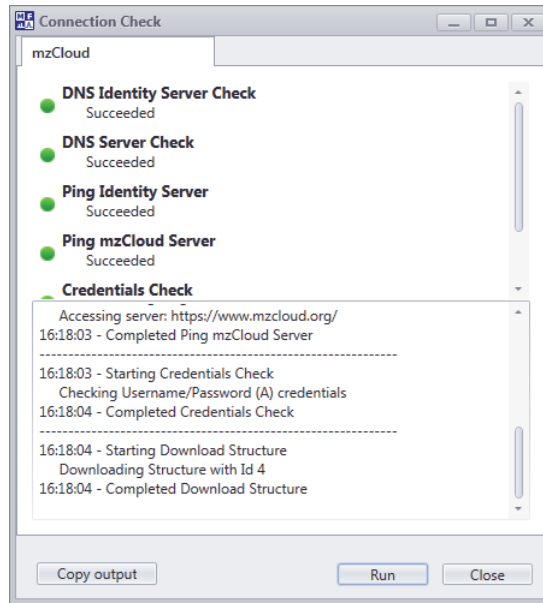 Connection Check
mzCloud
DNS Identity Server Check
Succeeded
DNS Server Check
Succeeded
Ping Identity Server
Succeeded
Ping mzCloud Server
Succeeded
Credentials Check
Accessing server: https://www.mzcloud.org/
16:18:03 - Completed Ping mzCloud Server
----------------------------------------------------------------
16:18:03 - Starting Credentials Check
Checking Username/Password (A) credentials
16:18:04 - Completed Credentials Check
----------------------------------------------------------------
16:18:04 - Starting Download Structure
Downloading Structure with Id 4
16:18:04 - Completed Download Structure
Copy output
Run
Close